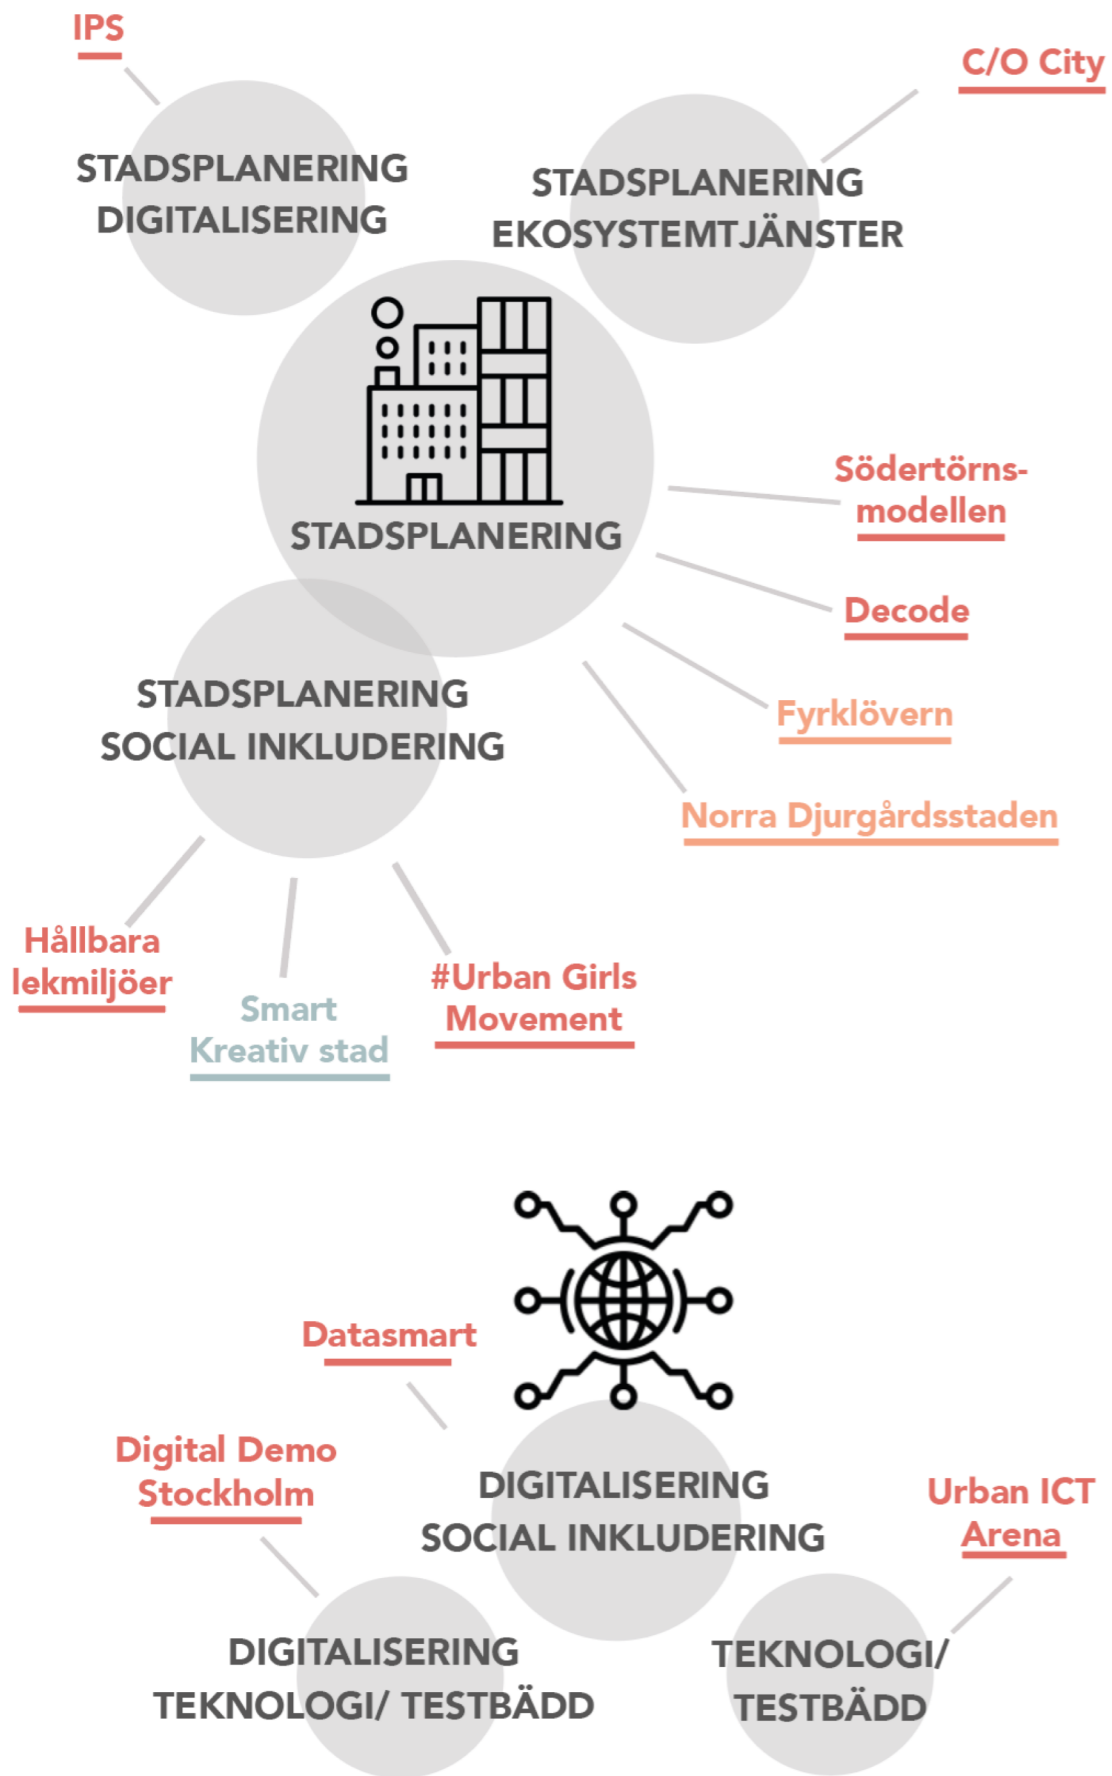 IPS
C/O City
STADSPLANERING
DIGITALISERING
STADSPLANERING
EKOSYSTEMTJÄNSTER
STADSPLANERING
Södertörns-
modellen
Decode
Fyrklövern
Norra Djurgårdsstaden
STADSPLANERING
SOCIAL INKLUDERING
Hållbara
lekmiljöer
Smart
Kreativ stad
#Urban Girls
Movement
Datasmart
Digital Demo
Stockholm
DIGITALISERING
SOCIAL INKLUDERING
Urban ICT
Arena
DIGITALISERING
TEKNOLOGI/ TESTBÄDD
TEKNOLOGI/
TESTBÄDD